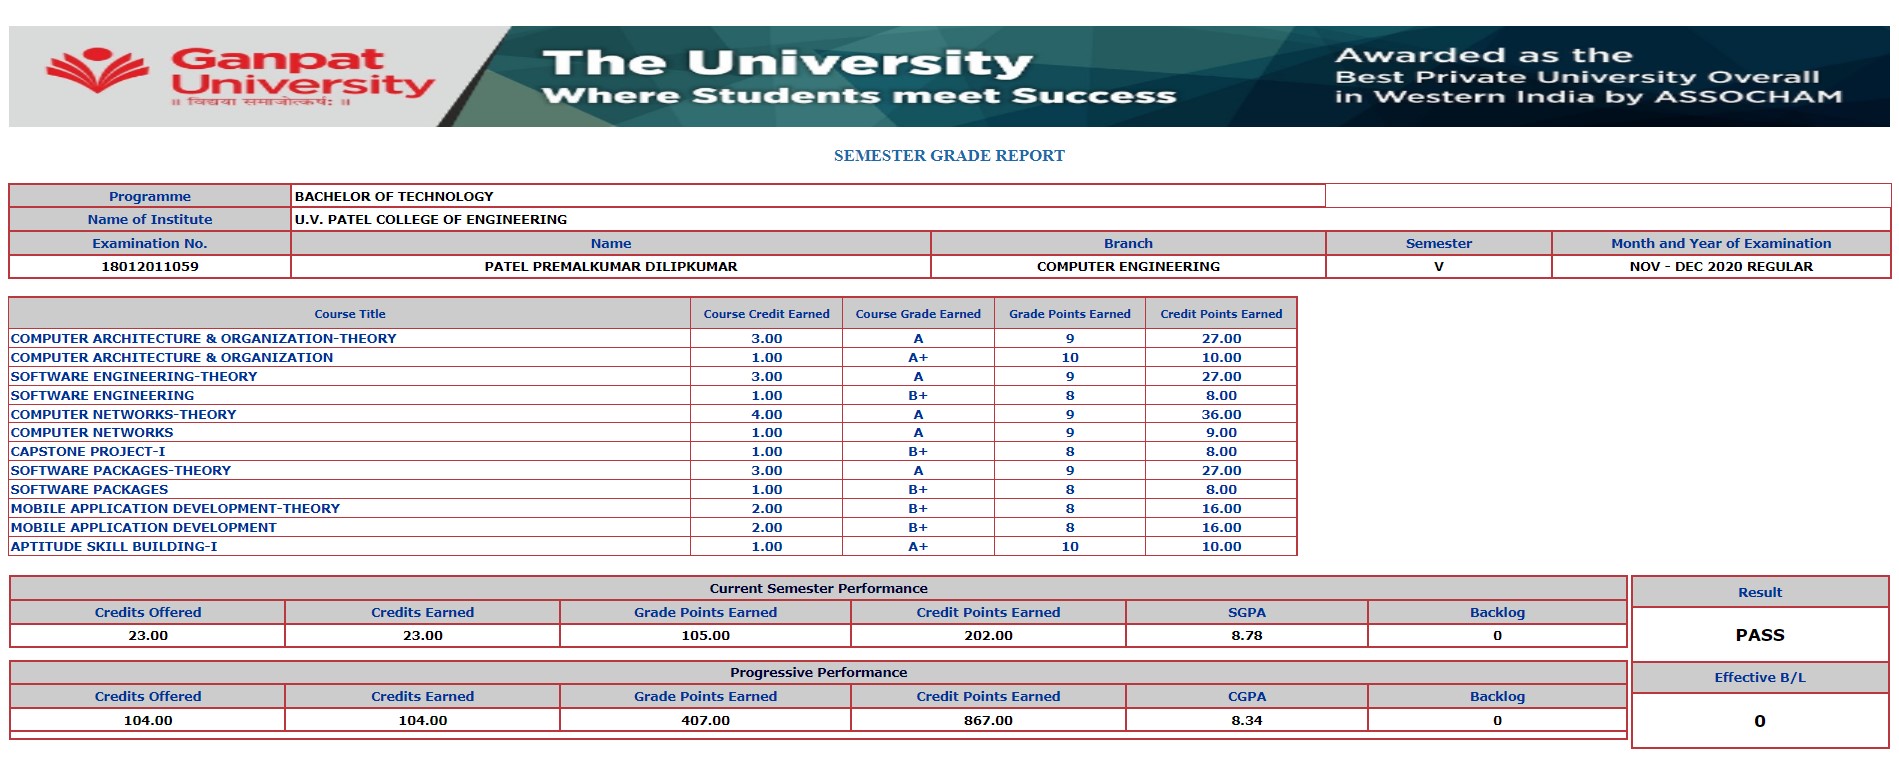 Ganpat
University
॥ विद्यया समाजोत्कर्षः ॥
The University
Where Students meet Success
Awarded as the
Best Private University Overall
in Western India by ASSOCHAM
SEMESTER GRADE REPORT
Programme BACHELOR OF TECHNOLOGY
Name of Institute U.V. PATEL COLLEGE OF ENGINEERING
Examination No. Name Branch Semester Month and Year of Examination
18012011059 PATEL PREMALKUMAR DILIPKUMAR COMPUTER ENGINEERING V NOV - DEC 2020 REGULAR
Course Title Course Credit Earned Course Grade Earned Grade Points Earned Credit Points Earned
COMPUTER ARCHITECTURE & ORGANIZATION-THEORY 3.00 A 9 27.00
COMPUTER ARCHITECTURE & ORGANIZATION 1.00 A+ 10 10.00
SOFTWARE ENGINEERING-THEORY 3.00 A 9 27.00
SOFTWARE ENGINEERING 1.00 B+ 8 8.00
COMPUTER NETWORKS-THEORY 4.00 A 9 36.00
COMPUTER NETWORKS 1.00 A 9 9.00
CAPSTONE PROJECT-I 1.00 B+ 8 8.00
SOFTWARE PACKAGES-THEORY 3.00 A 9 27.00
SOFTWARE PACKAGES 1.00 B+ 8 8.00
MOBILE APPLICATION DEVELOPMENT-THEORY 2.00 B+ 8 16.00
MOBILE APPLICATION DEVELOPMENT 2.00 B+ 8 16.00
APTITUDE SKILL BUILDING-I 1.00 A+ 10 10.00
Current Semester Performance
Credits Offered Credits Earned Grade Points Earned Credit Points Earned SGPA Backlog
23.00 23.00 105.00 202.00 8.78 0
Progressive Performance
Credits Offered Credits Earned Grade Points Earned Credit Points Earned CGPA Backlog
104.00 104.00 407.00 867.00 8.34 0
Result
PASS
Effective B/L
0